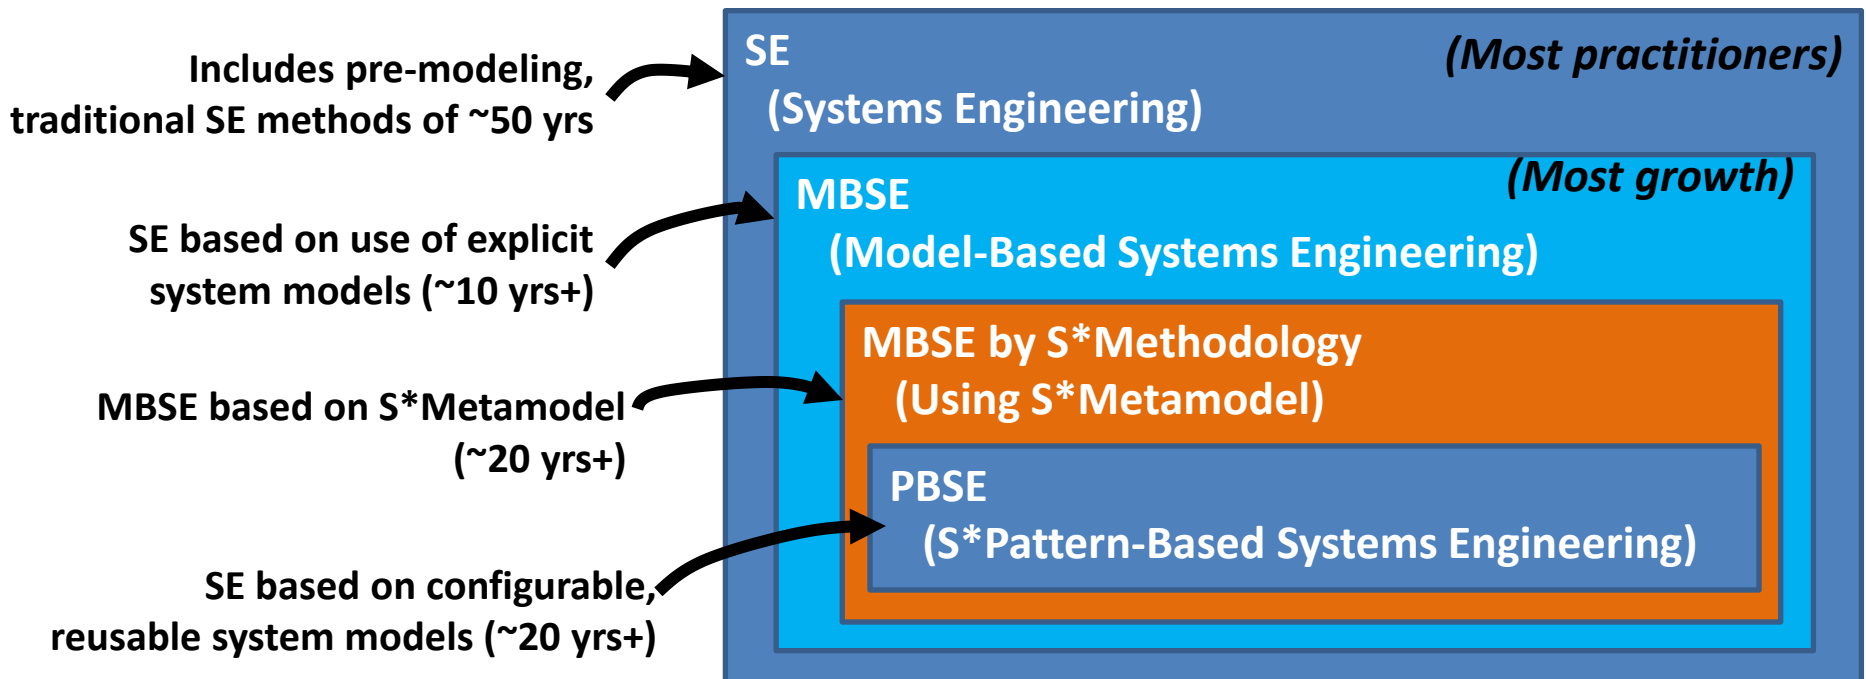 Includes pre-modeling,
traditional SE methods of ~50 yrs
SE based on use of explicit
system models (~10 yrs+)
MBSE based on S*Metamodel
(~20 yrs+)
SE based on configurable,
reusable system models (~20 yrs+)
SE
(Most practitioners)
(Systems Engineering)
(Most growth)
MBSE
(Model-Based Systems Engineering)
MBSE by S*Methodology
(Using S*Metamodel)
PBSE
(S*Pattern-Based Systems Engineering)